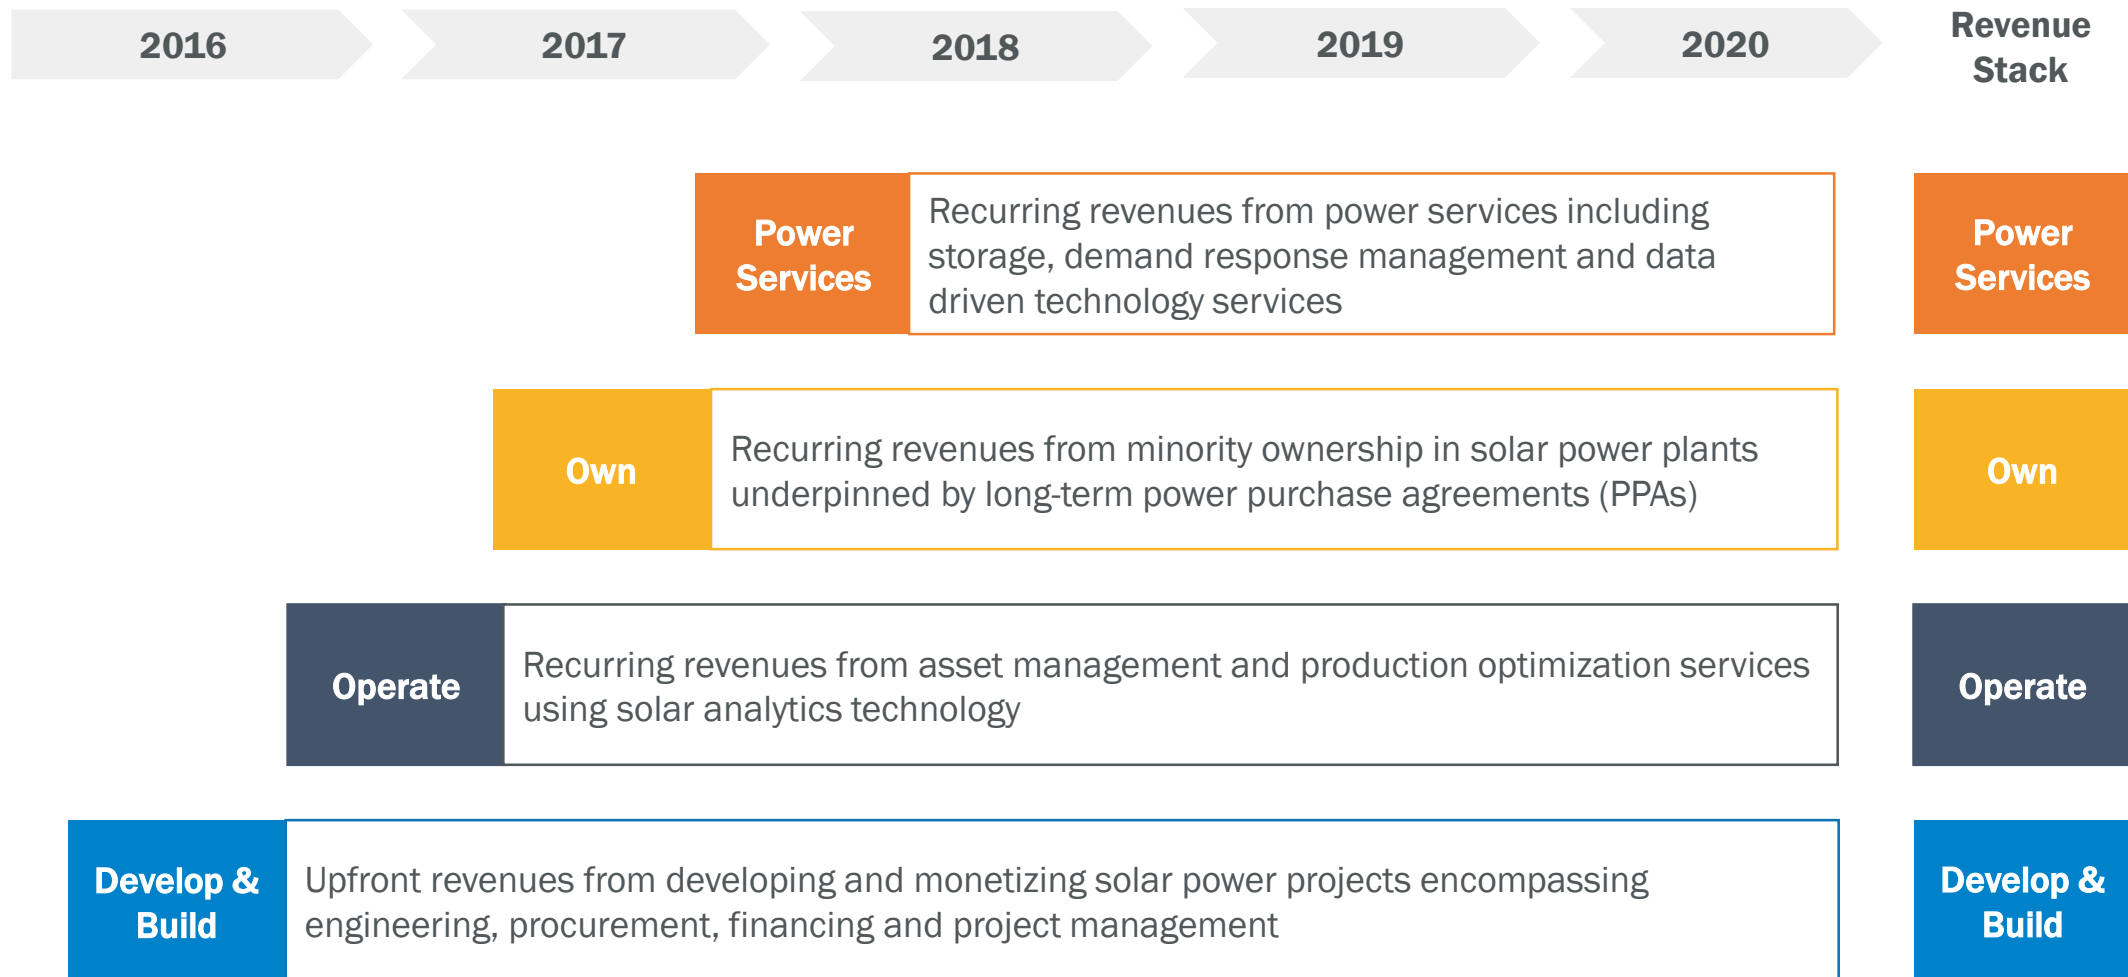 2016
2017
2018
2019
2020
Revenue
Stack
Power
Services
Recurring revenues from power services including
storage, demand response management and data
driven technology services
Power
Services
Own
Recurring revenues from minority ownership in solar power plants
underpinned by long-term power purchase agreements (PPAs)
Own
Operate
Recurring revenues from asset management and production optimization services
using solar analytics technology
Operate
Develop &
Build
Upfront revenues from developing and monetizing solar power projects encompassing
engineering, procurement, financing and project management
Develop &
Build